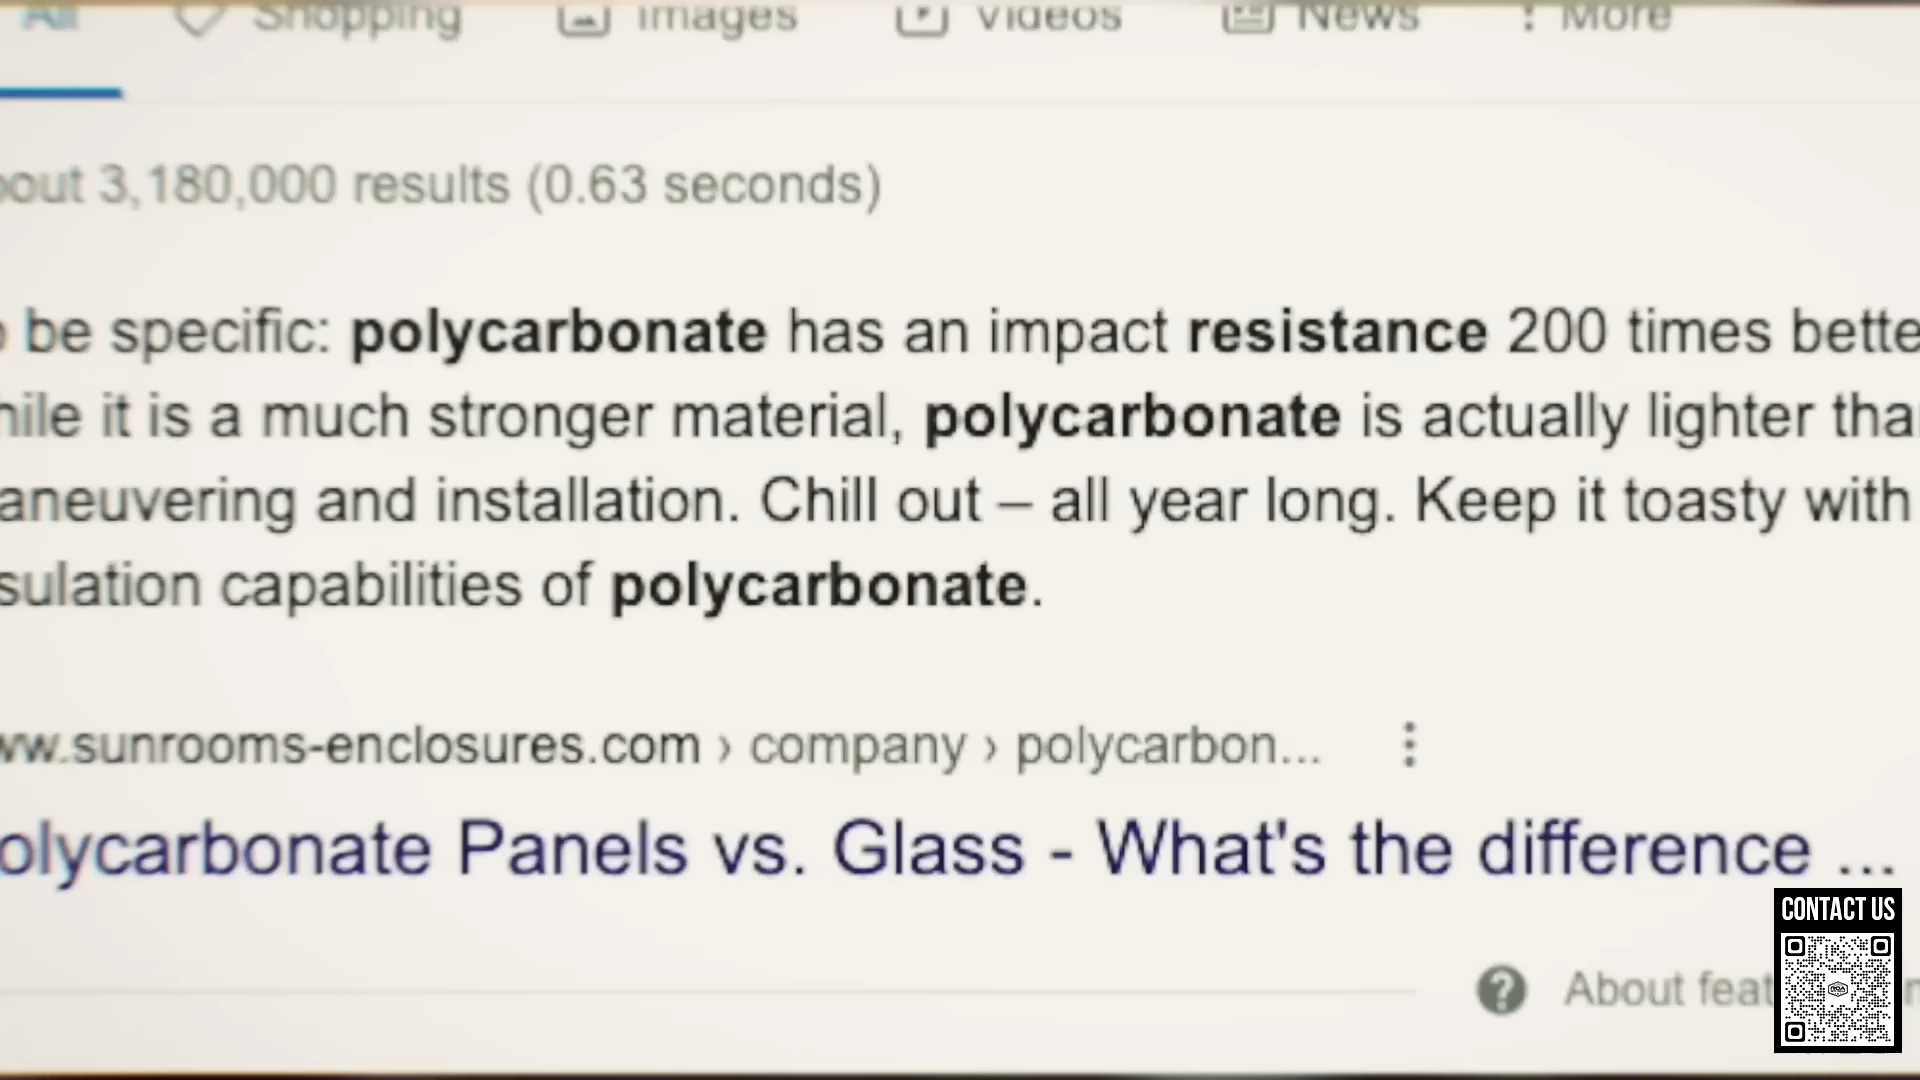 All Shopping Images Videos News More
bout 3,180,000 results (0.63 seconds)
o be specific: polycarbonate has an impact resistance 200 times bette
hile it is a much stronger material, polycarbonate is actually lighter tha
aneuvering and installation. Chill out – all year long. Keep it toasty with
sulation capabilities of polycarbonate.
ww.sunrooms-enclosures.com › company › polycarbon...
olycarbonate Panels vs. Glass - What's the difference ...
CONTACT US
About feat